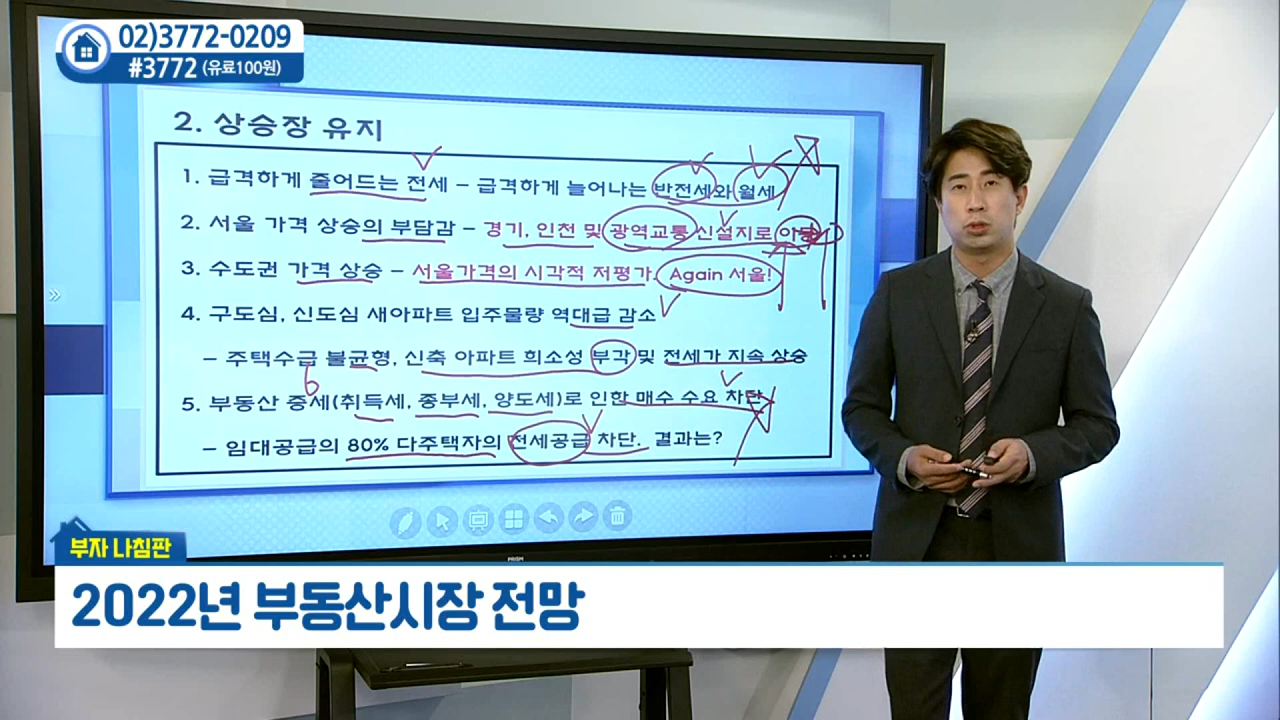 02)3772-0209
#3772 (유료100원)
2. 상승장 유지
1. 급격하게 줄어드는 전세 – 급격하게 늘어나는 반전세와 월세
2. 서울 가격 상승의 부담감 – 경기, 인천 및 광역교통 신설지로
3. 수도권 가격 상승 – 서울가격의 시각적 저평가, Again 서울!
4. 구도심, 신도심 새아파트 입주물량 역대급 감소
– 주택수급 불균형, 신축 아파트 희소성 부각 및 전세가 지속 상승
5. 부동산 증세(취득세, 종부세, 양도세)로 인한 매수 수요 차단
– 임대공급의 80% 다주택자의 전세공급 차단. 결과는?
PRISM
부자 나침판
2022년 부동산시장 전망